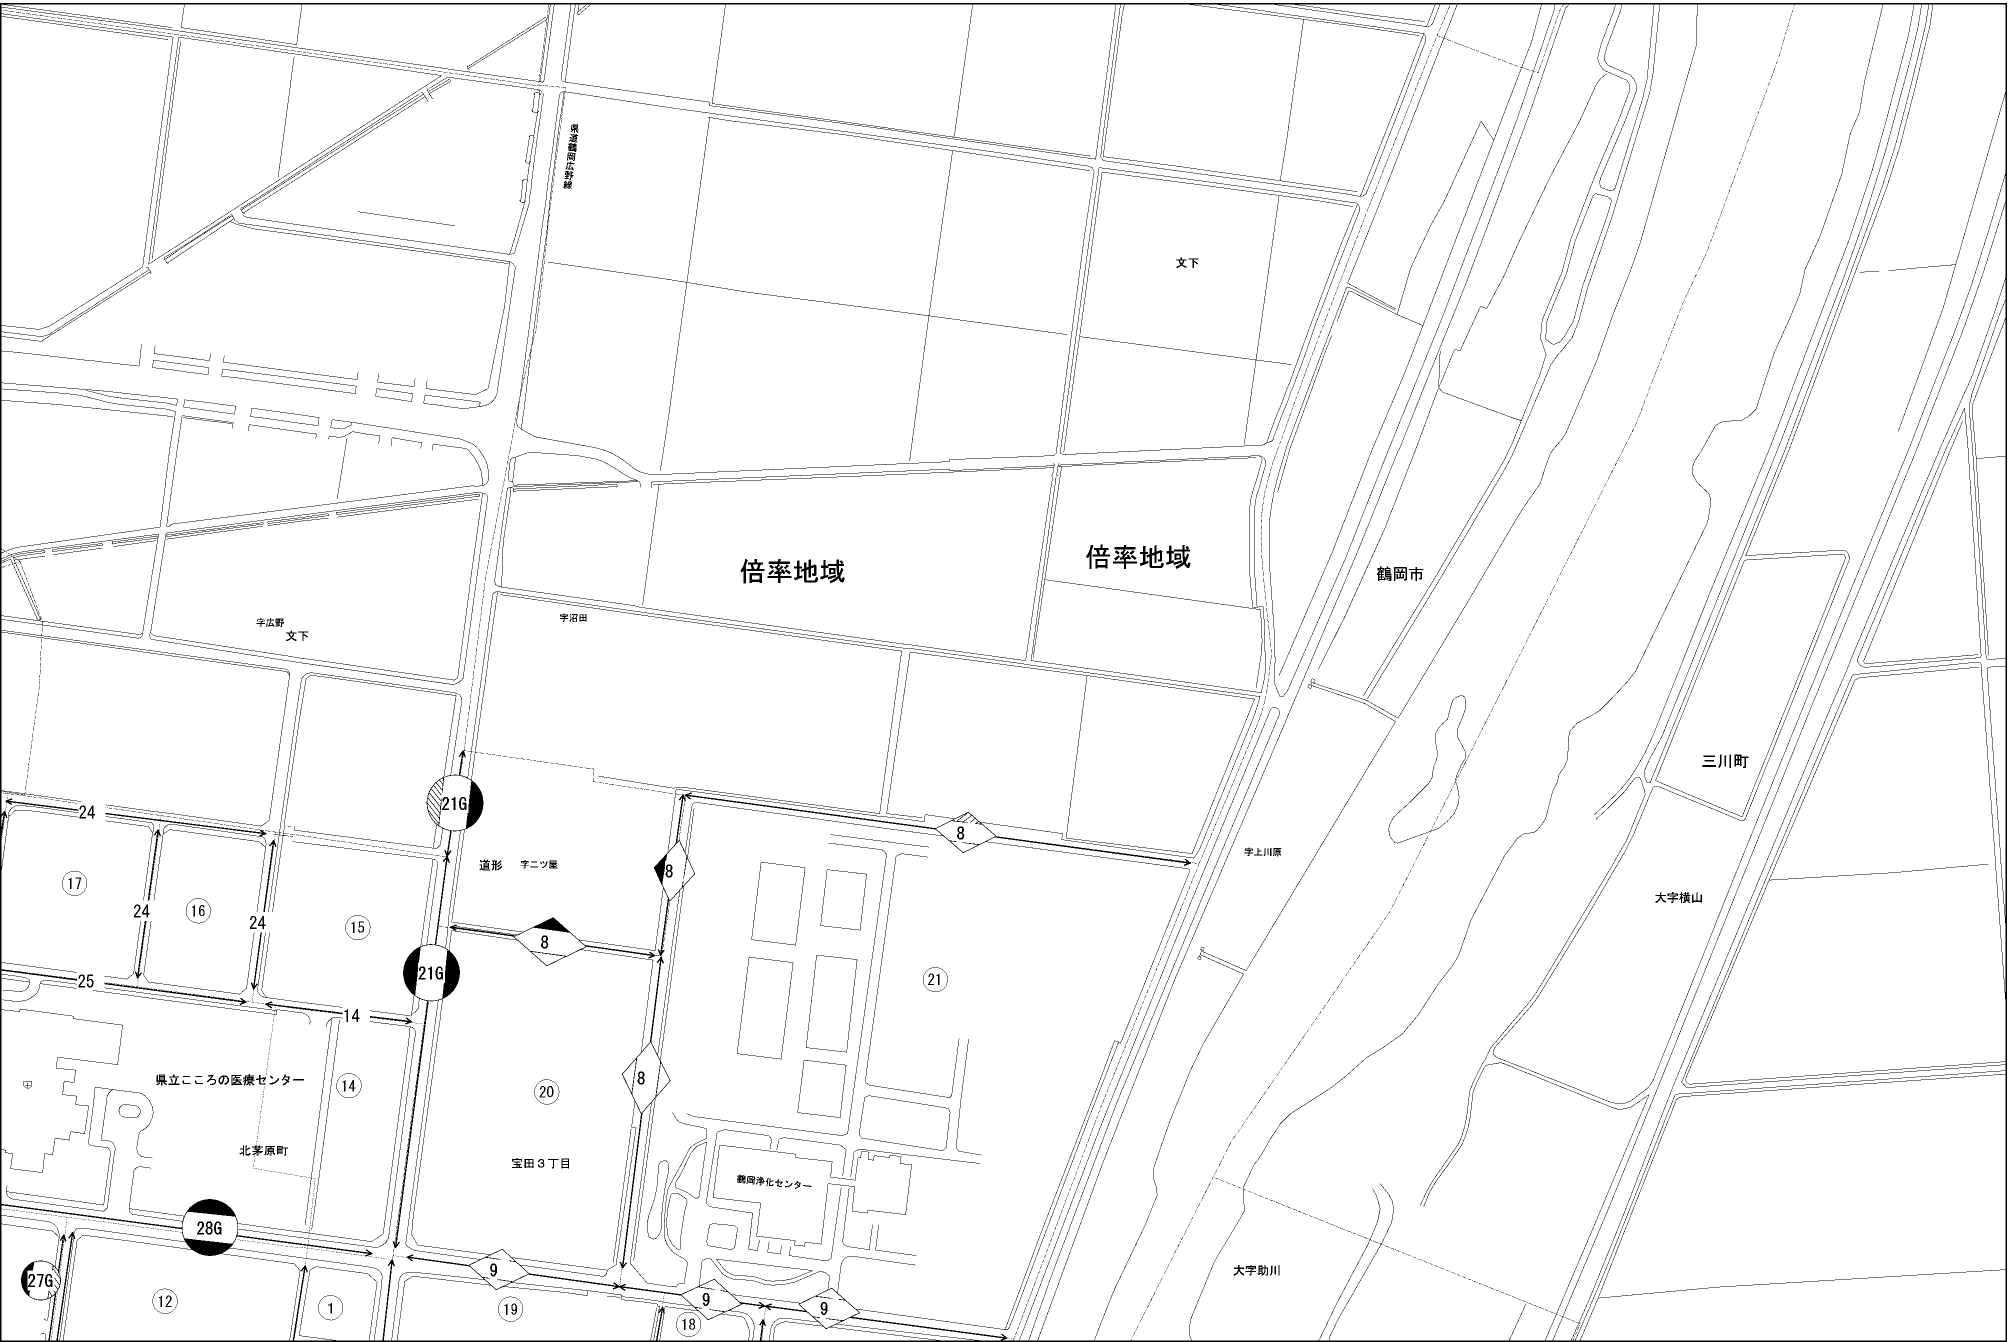 県道鶴岡広野線
文下
倍率地域
倍率地域
鶴岡市
字広野
文下
字沼田
三川町
21G
24
8
8
道形
字二ツ屋
字上川原
17
24
16
24
15
8
大字横山
21G
25
21
14
県立こころの医療センター
14
20
8
北茅原町
宝田3丁目
鶴岡浄化センター
28G
27G
9
大字助川
12
1
19
9
9
18